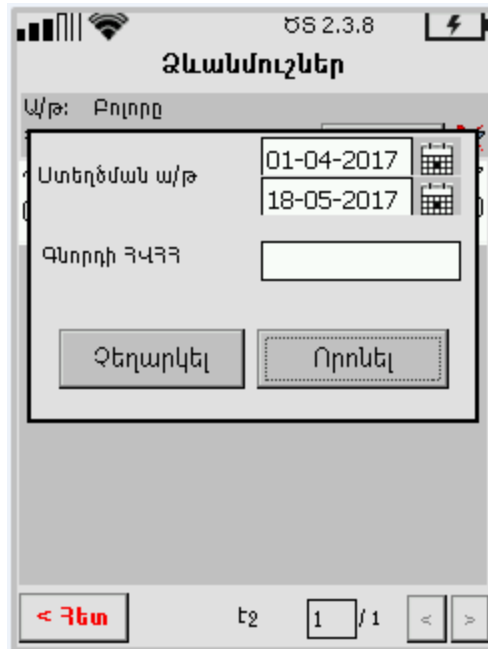 ԾՏ 2.3.8
Ձևանմուշներ
Ա/թ: Բոլորը
Ստեղծման ա/թ
01-04-2017
18-05-2017
Գնորդի ՀՎՀՀ
Չեղարկել
Որոնել
< Հետ
Էջ
1
/ 1
<
>